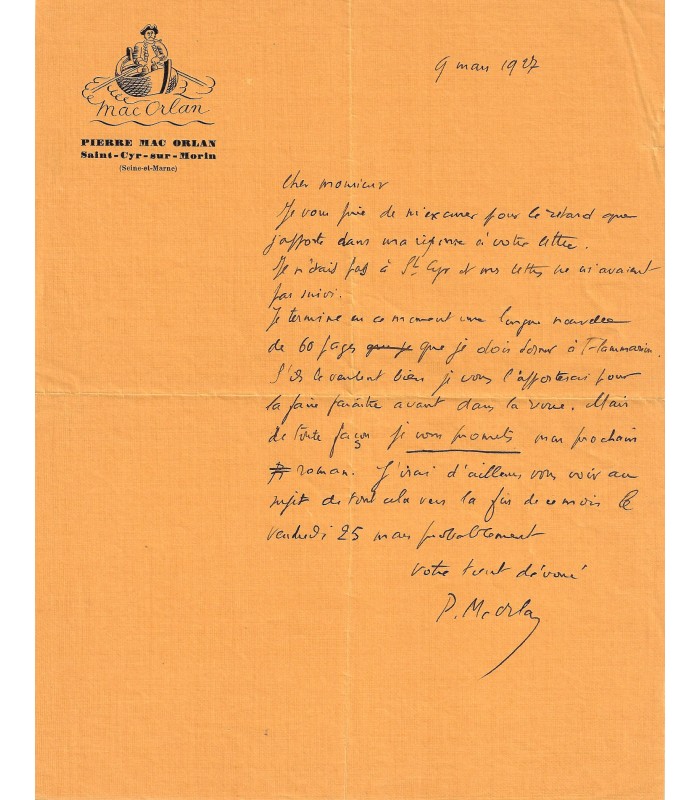 Mac Orlan
PIERRE MAC ORLAN
Saint-Cyr-sur-Morin
(Seine-et-Marne)
9 mars 1927
Cher monsieur
Je vous prie de m'excuser pour le retard que
j'apporte dans ma réponse à votre lettre.
Je n'étais pas à St Cyr et mes lettres ne m'avaient
pas suivi.
Je termine en ce moment une longue nouvelle
de 60 pages que je que je dois donner à Flammarion.
S'ils le veulent bien je vous l'apporterai pour
la faire paraître avant dans la revue. Mais
de toute façon je vous promets mon prochain
roman. J'irai d'ailleurs vous voir au
sujet de tout cela vers la fin de ce mois le
vendredi 25 mars probablement
votre tout dévoué
P. Mac Orlan